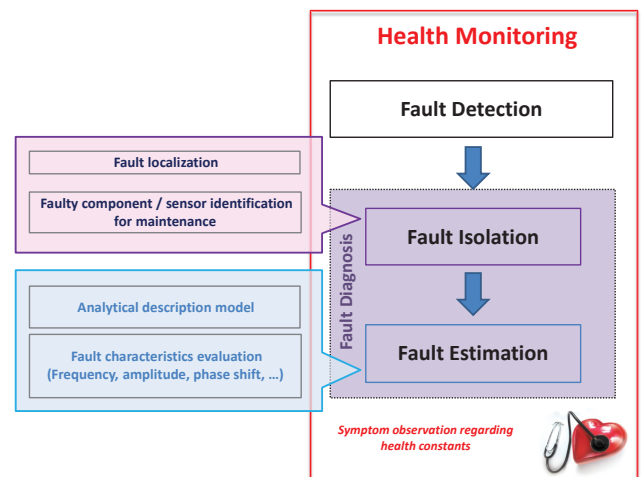 Health Monitoring
Fault Detection
Fault localization
Faulty component / sensor identification
for maintenance
Fault Isolation
Fault Diagnosis
Analytical description model
Fault characteristics evaluation
(Frequency, amplitude, phase shift, ...)
Fault Estimation
Symptom observation regarding
health constants